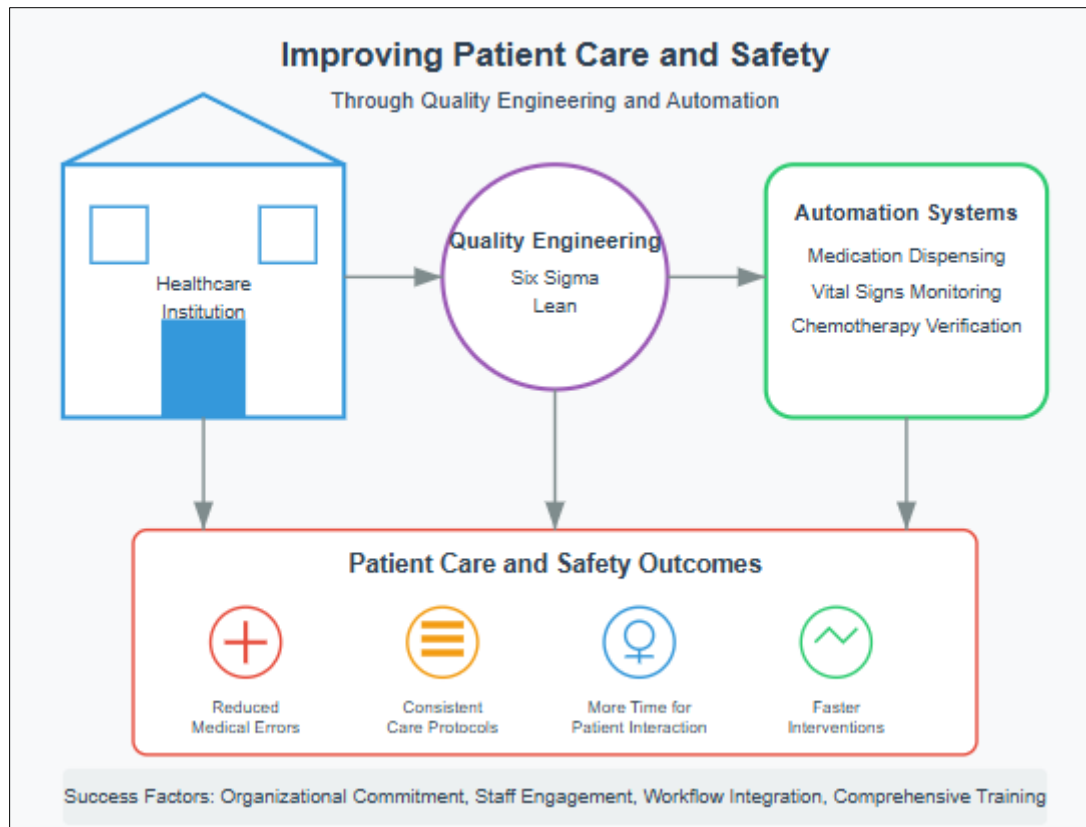 Improving Patient Care and Safety
Through Quality Engineering and Automation
Healthcare
Institution
Quality Engineering
Six Sigma
Lean
Automation Systems
Medication Dispensing
Vital Signs Monitoring
Chemotherapy Verification
Patient Care and Safety Outcomes
Reduced
Medical Errors
Consistent
Care Protocols
More Time for
Patient Interaction
Faster
Interventions
Success Factors: Organizational Commitment, Staff Engagement, Workflow Integration, Comprehensive Training